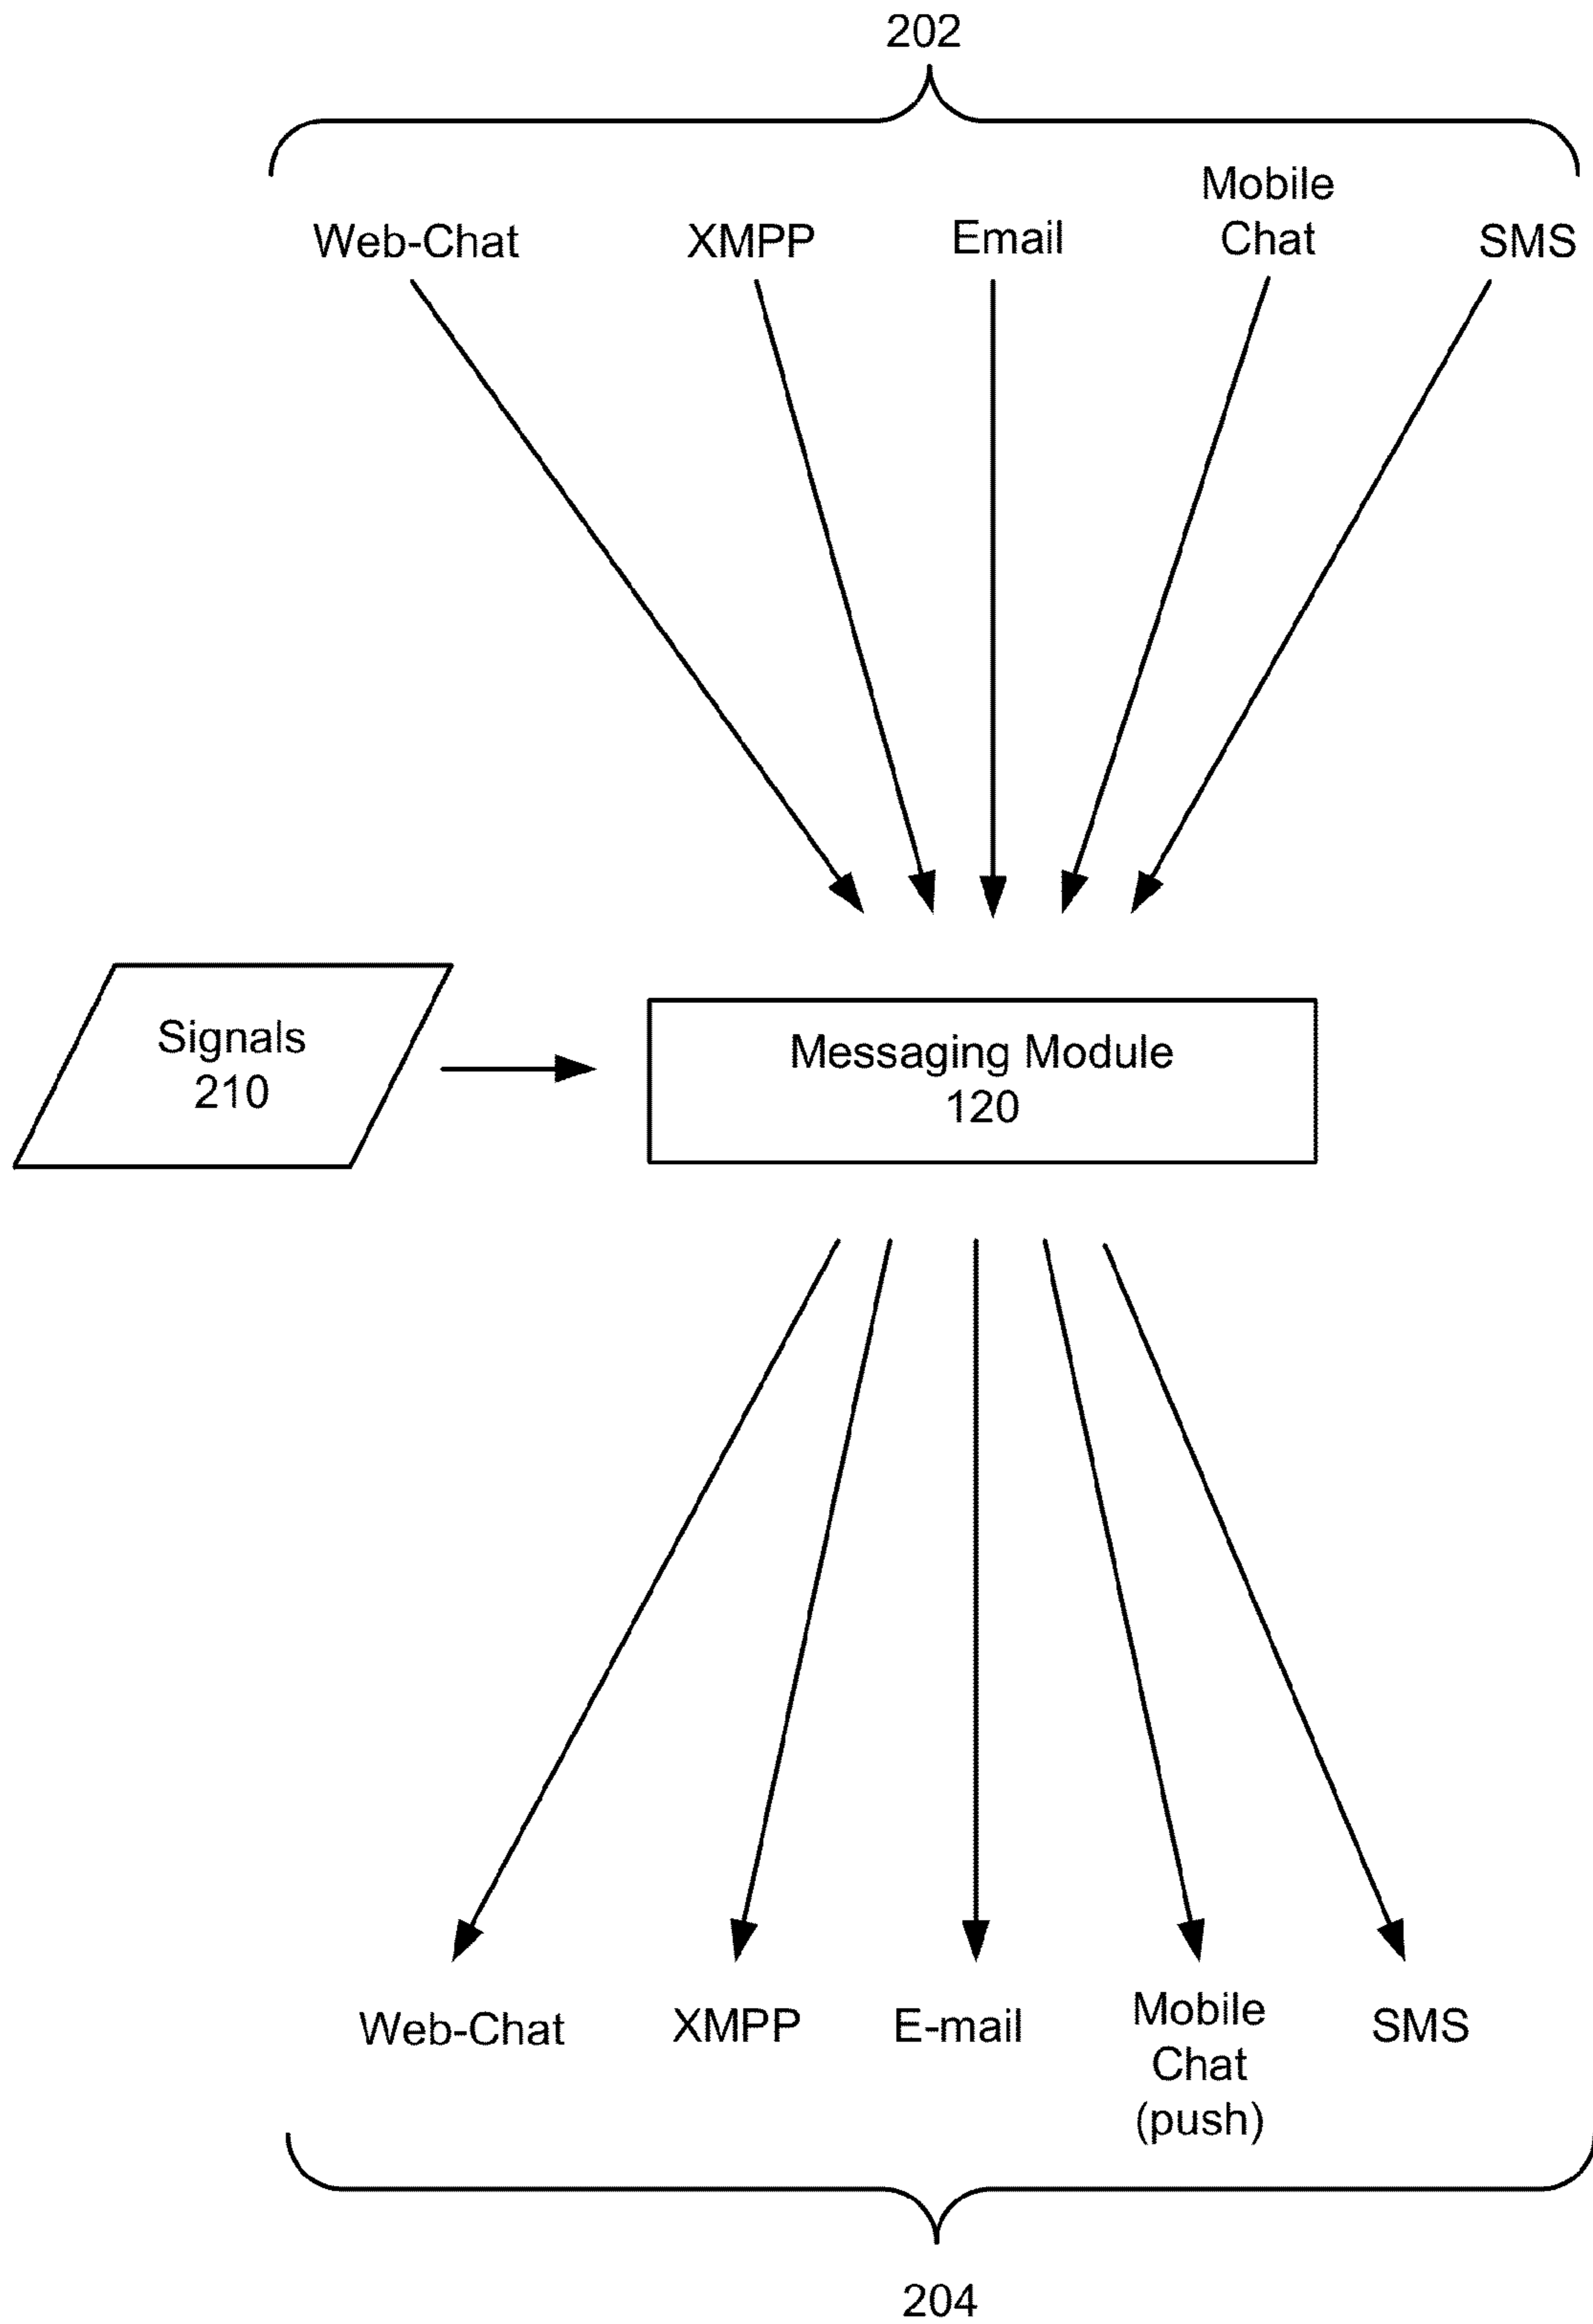 202
Web-Chat
XMPP
Email
Mobile
Chat
SMS
Signals
210
Messaging Module
120
Web-Chat
XMPP
E-mail
Mobile
Chat
(push)
SMS
204